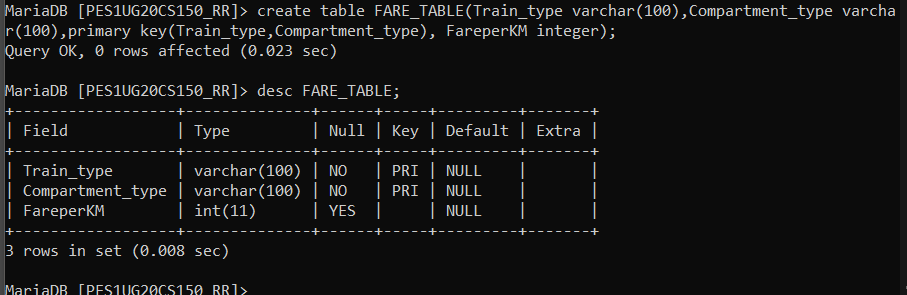 MariaDB [PES1UG20CS150_RR]> create table FARE_TABLE(Train_type varchar(100),Compartment_type varcha
r(100),primary key(Train_type,Compartment_type), FareperKM integer);
Query OK, 0 rows affected (0.023 sec)

MariaDB [PES1UG20CS150_RR]> desc FARE_TABLE;
+------------------+--------------+------+-----+---------+-------+
| Field            | Type         | Null | Key | Default | Extra |
+------------------+--------------+------+-----+---------+-------+
| Train_type       | varchar(100) | NO   | PRI | NULL    |       |
| Compartment_type | varchar(100) | NO   | PRI | NULL    |       |
| FareperKM        | int(11)      | YES  |     | NULL    |       |
+------------------+--------------+------+-----+---------+-------+
3 rows in set (0.008 sec)

MariaDB [PES1UG20CS150_RR]>